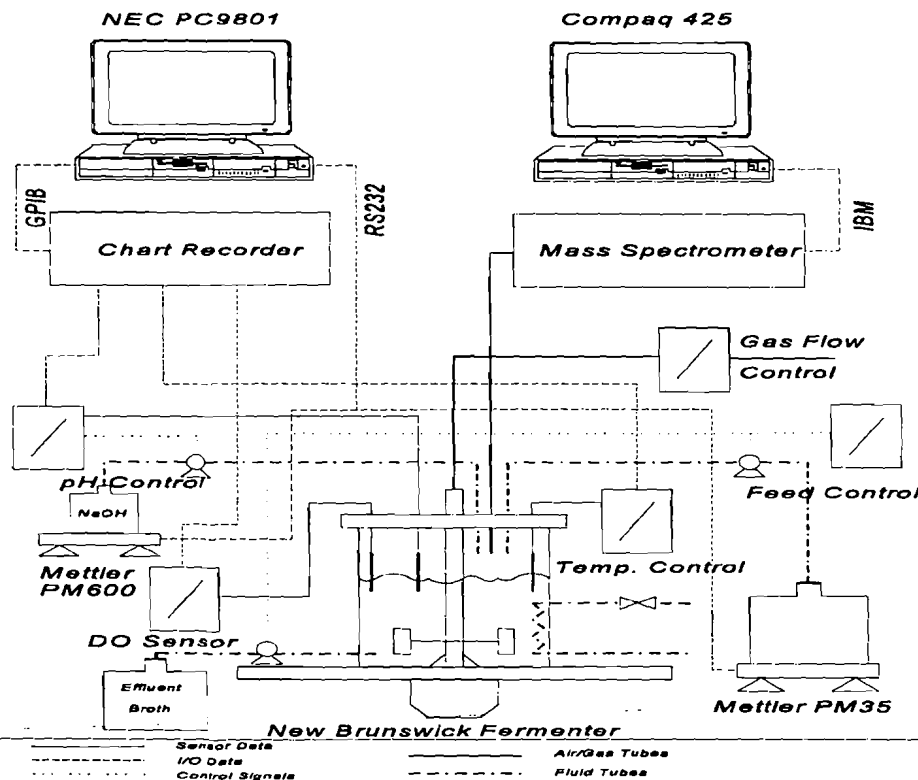 NEC PC9801
Compaq 425
GPIB
RS232
IBM
Chart Recorder
Mass Spectrometer
Gas Flow
Control
pH Control
NaOH
Feed Control
Mettler
PM600
Temp. Control
DO Sensor
Effluent
Broth
Mettler PM35
New Brunswick Fermenter
Sensor Data
Air/Gas Tubes
I/O Data
Fluid Tubes
Control Signals